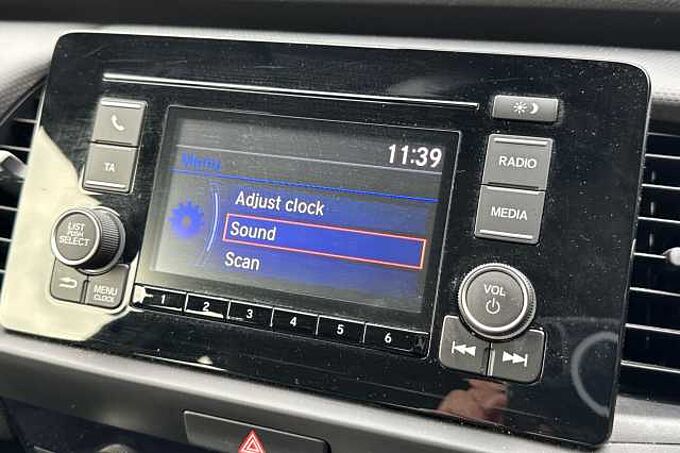 11:39
Menu
Adjust clock
Sound
Scan
TA
LIST
PUSH
SELECT
MENU
CLOCK
1 2 3 4 5 6
RADIO
MEDIA
VOL